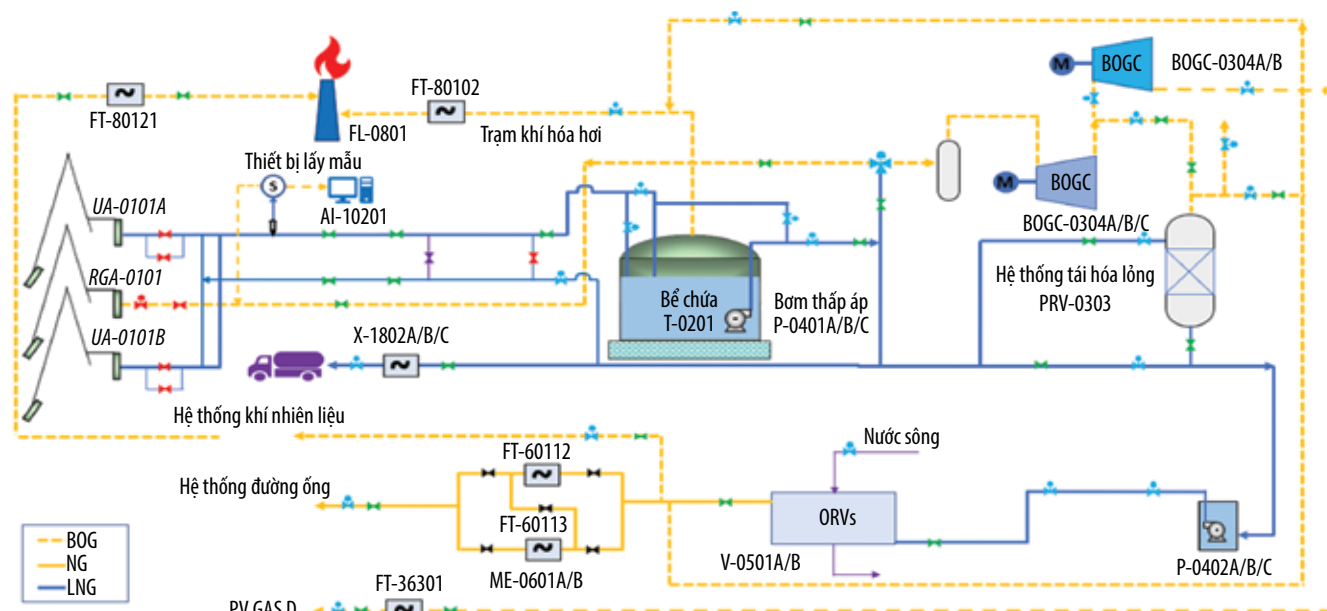 BOGC
BOGC-0304A/B
M
FT-80121
FT-80102
FL-0801
Trạm khí hóa hơi
Thiết bị lấy mẫu
S
AI-10201
UA-0101A
M
BOGC
BOGC-0304A/B/C
RGA-0101
Hệ thống tái hóa lỏng
PRV-0303
Bể chứa
T-0201
Bơm thấp áp
P-0401A/B/C
UA-0101B
X-1802A/B/C
Hệ thống khí nhiên liệu
FT-60112
Nước sông
Hệ thống đường ống
FT-60113
ORVs
BOG
NG
LNG
ME-0601A/B
V-0501A/B
P-0402A/B/C
FT-36301
PV GAS D